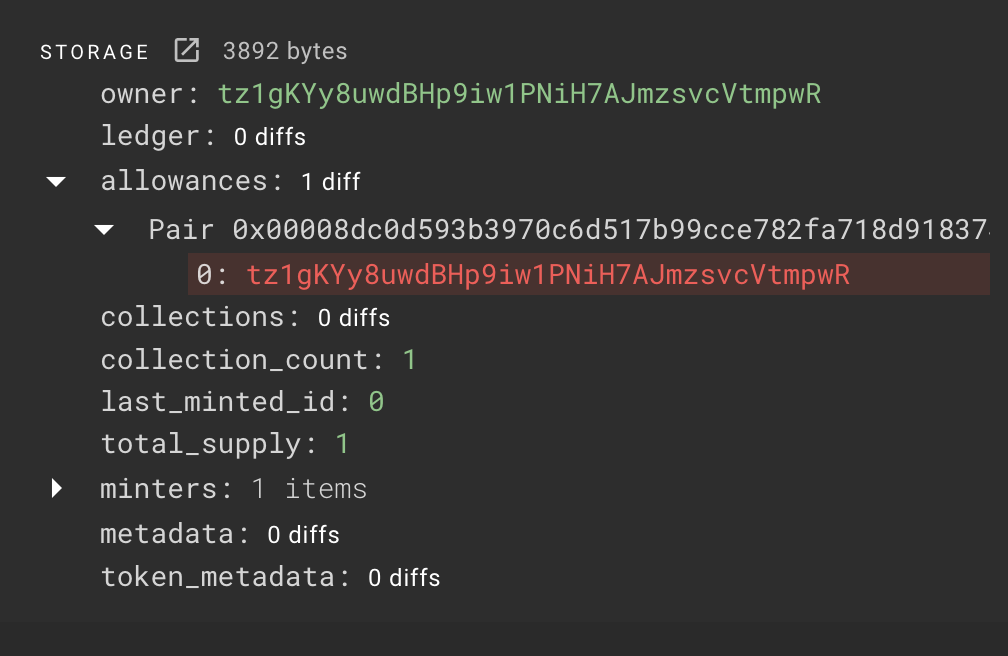 STORAGE 3892 bytes
owner: tz1gKYy8uwdBHp9iw1PNiH7AJmzsvcVtmpwR
ledger: 0 diffs
allowances: 1 diff
Pair 0x00008dc0d593b3970c6d517b99cce782fa718d91837
0: tz1gKYy8uwdBHp9iw1PNiH7AJmzsvcVtmpwR
collections: 0 diffs
collection_count: 1
last_minted_id: 0
total_supply: 1
minters: 1 items
metadata: 0 diffs
token_metadata: 0 diffs